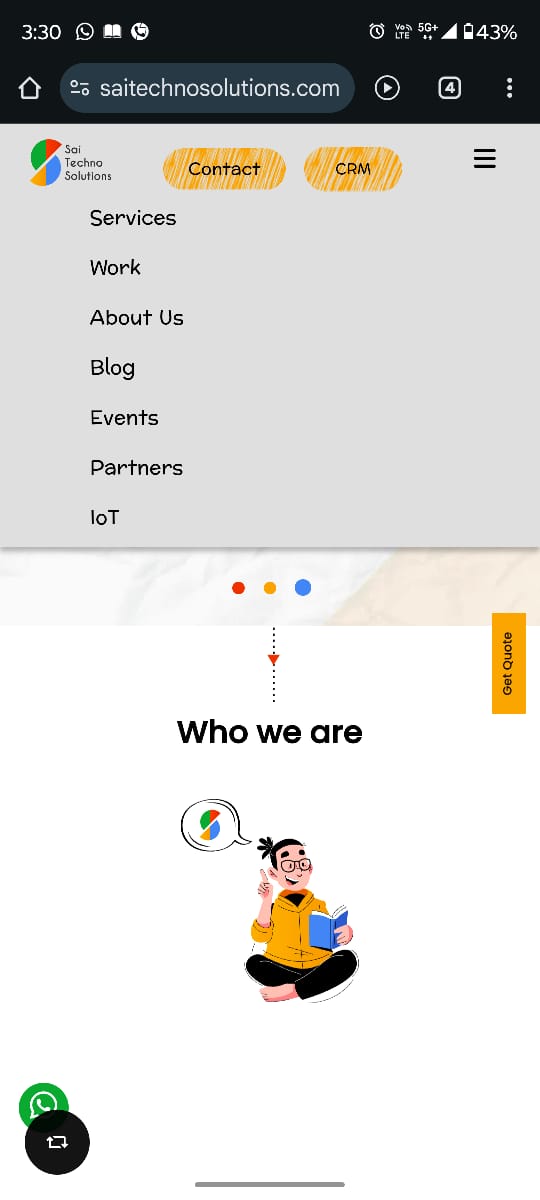 3:30
Vo))
LTE
5G+
43%
saitechnosolutions.com
4
Sai
Techno
Solutions
Contact
CRM
Services
Work
About Us
Blog
Events
Partners
IoT
Get Quote
Who we are